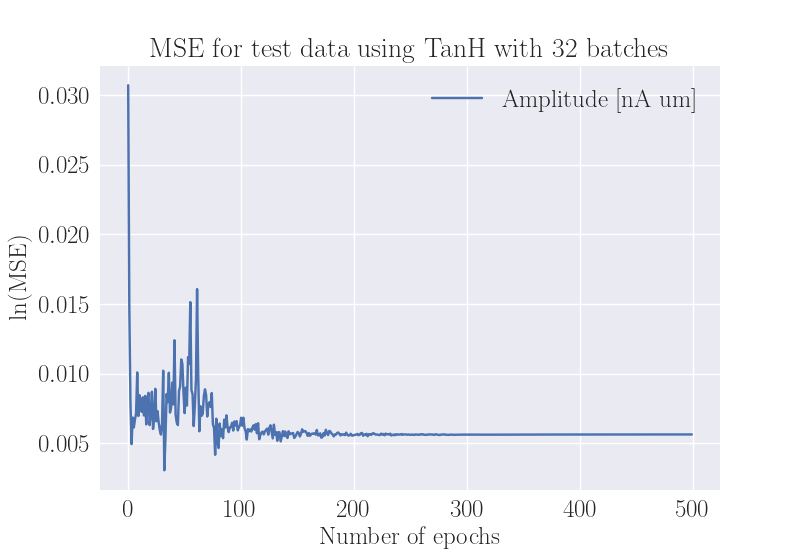 MSE for test data using TanH with 32 batches
Amplitude [nA um]
ln(MSE)
0.030
0.025
0.020
0.015
0.010
0.005
0 100 200 300 400 500
Number of epochs